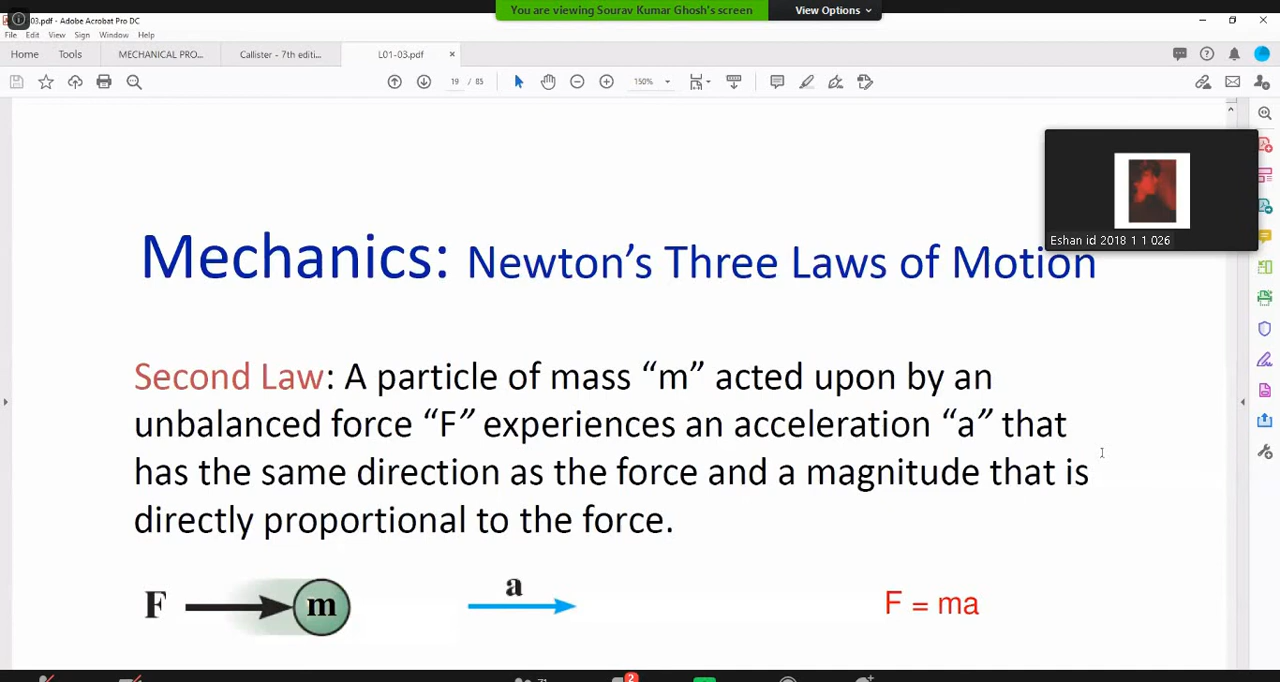 You are viewing Sourav Kumar Ghosh's screen
View Options
03.pdf - Adobe Acrobat Pro DC
File Edit View Sign Window Help
Home Tools MECHANICAL PRO... Callister - 7th editi... L01-03.pdf ×
19 / 85 150%
Eshan id 2018 1 1 026
Mechanics: Newton's Three Laws of Motion
Second Law: A particle of mass “m” acted upon by an
unbalanced force “F” experiences an acceleration “a” that
has the same direction as the force and a magnitude that is
directly proportional to the force.
F m a F = ma
2